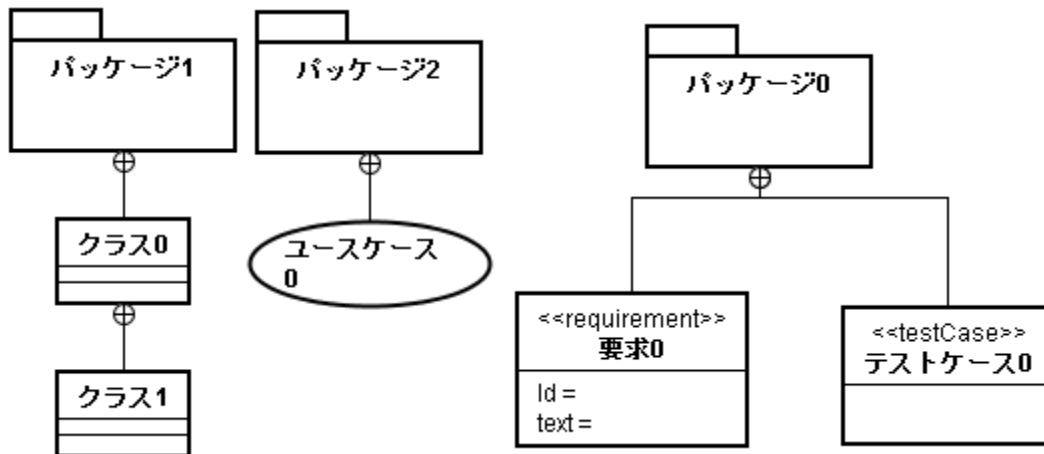 パッケージ1
パッケージ2
パッケージ0
クラス0
ユースケース
0
クラス1
<<requirement>>
要求0
Id =
text =
<<testCase>>
テストケース0